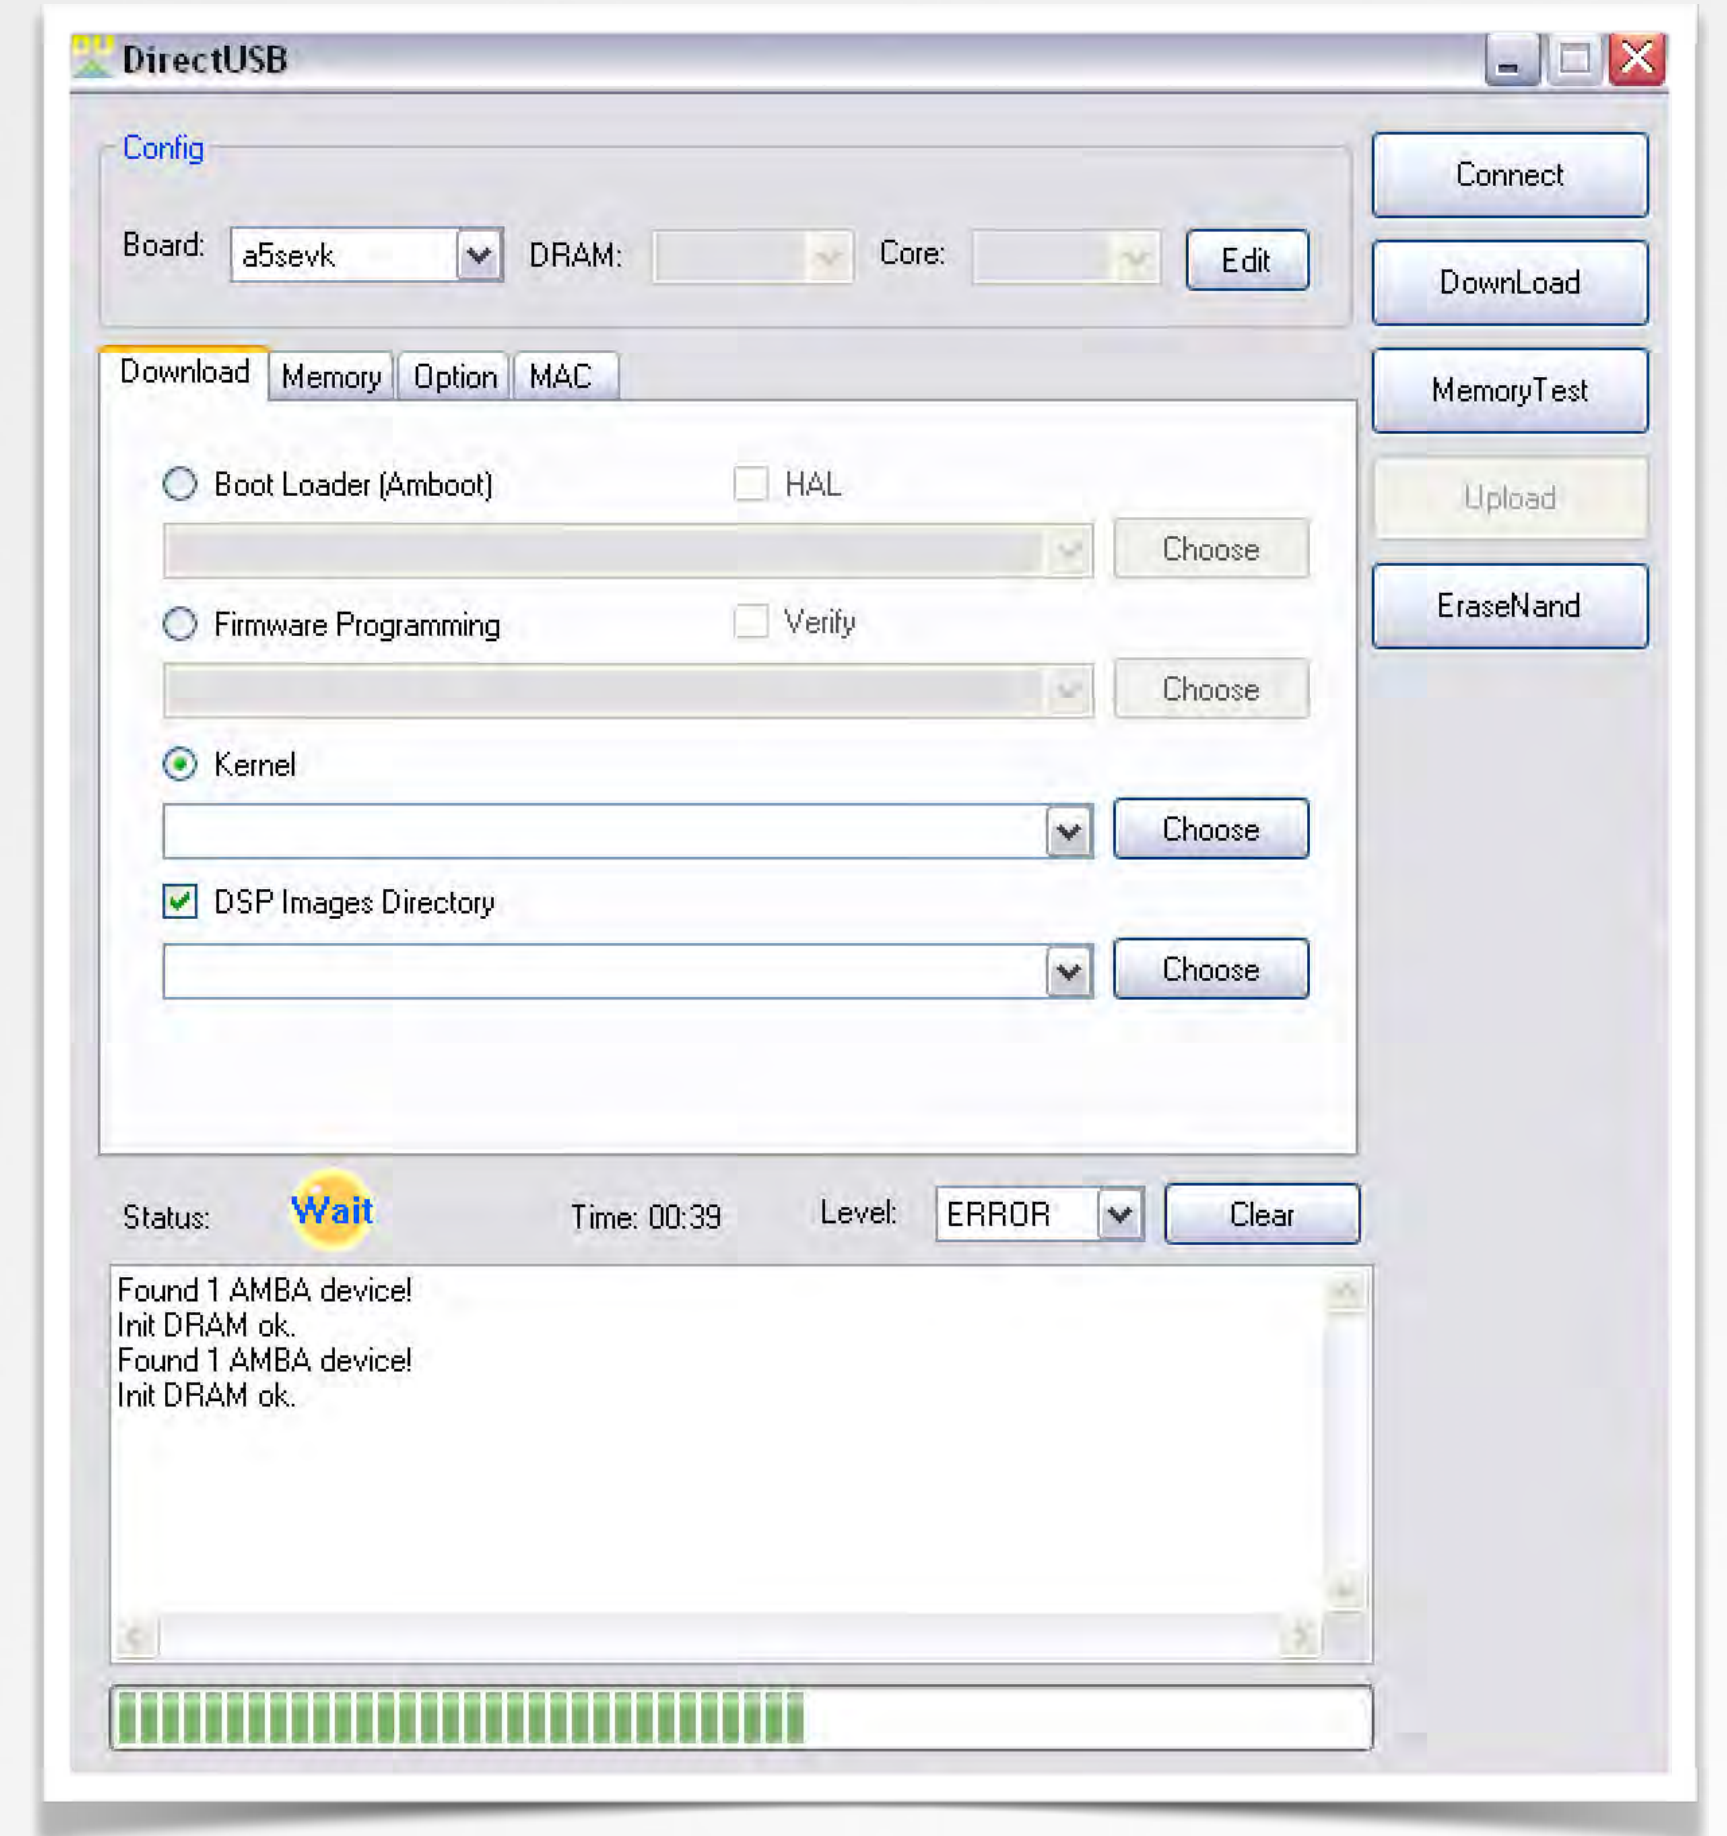 DirectUSB
Config
Board: a5sevk DRAM: Core: Edit
Connect
DownLoad
MemoryTest
Upload
EraseNand
Download Memory Option MAC
Boot Loader (Amboot) HAL
Choose
Firmware Programming Verify
Choose
Kernel
Choose
DSP Images Directory
Choose
Status: Wait Time: 00:39 Level: ERROR Clear
Found 1 AMBA device!
Init DRAM ok.
Found 1 AMBA device!
Init DRAM ok.